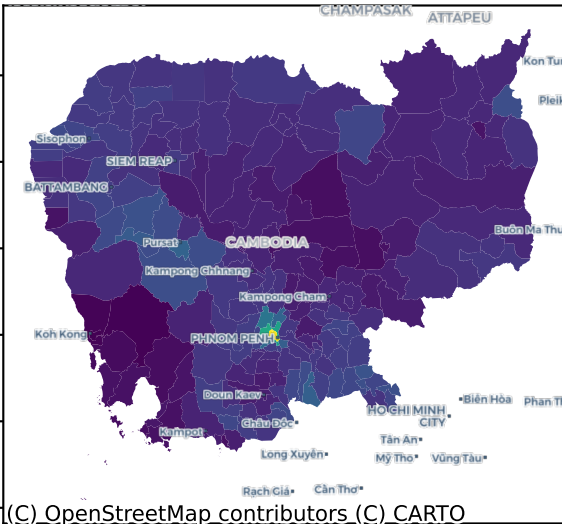 CHAMPASAK
ATTAPEU
Kon Tu
Pleik
Sisophon
SIEM REAP
BATTAMBANG
Buôn Ma Thu
Pursat
CAMBODIA
Kampong Chhnang
Kampong Cham
Koh Kong
PHNOM PENH
Doun Kaev
Biên Hòa
Phan Th
HO CHI MINH
CITY
Châu Đốc
Kampot
Tân An
Long Xuyên
Mỹ Tho
Vũng Tàu
Rạch Giá
Cần Thơ
(C) OpenStreetMap contributors (C) CARTO